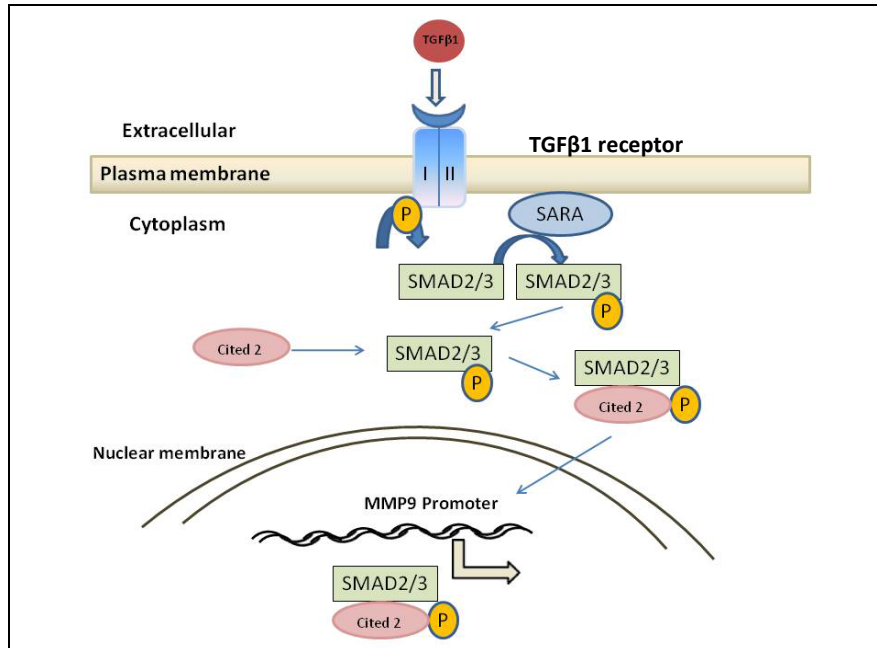 TGFβ1
Extracellular
TGFβ1 receptor
Plasma membrane
I II
Cytoplasm
P
SARA
SMAD2/3
SMAD2/3
P
Cited 2
SMAD2/3
P
SMAD2/3
Cited 2
P
Nuclear membrane
MMP9 Promoter
SMAD2/3
Cited 2
P